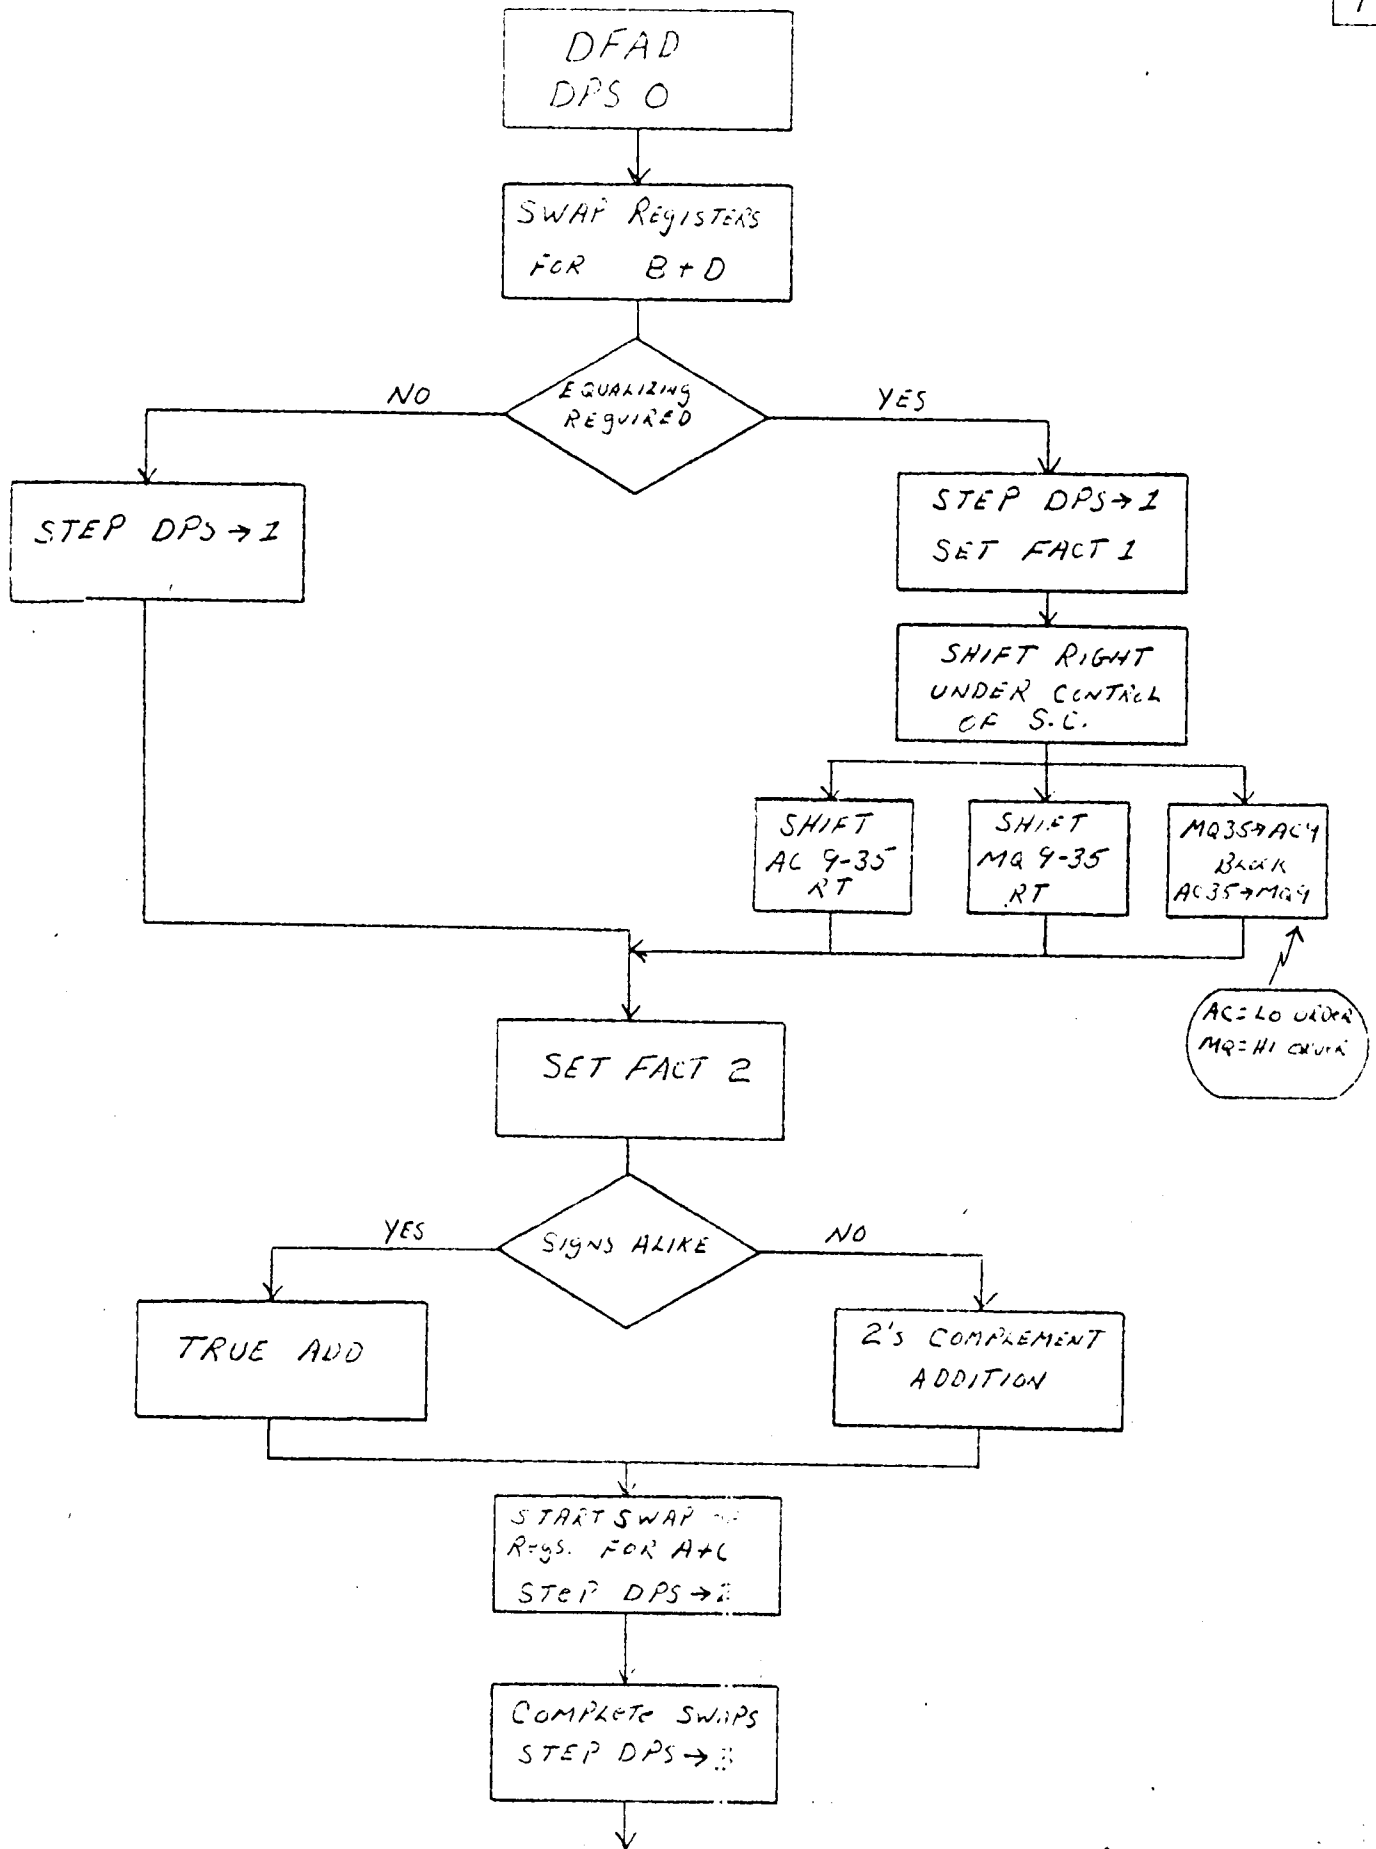 DFAD
DPS 0
SWAP REgISTERS
FOR B + D
EQUALIZINg
REQUIRED
NO
YES
STEP DPS → 1
STEP DPS → 1
SET FACT 1
SHIFT RIGHT
UNDER CONTROL
OF S.C.
SHIFT
AC 9-35
RT
SHIFT
MQ 9-35
RT
MQ35→AC9
BLOCK
AC35→MQ9
AC=LO ORDER
MQ=HI ORDER
SET FACT 2
SIgNS ALIKE
YES
NO
TRUE ADD
2's COMPLEMENT
ADDITION
START SWAP
Regs. FOR A+C
STEP DPS → 2
COMPLETE SWAPS
STEP DPS → 3